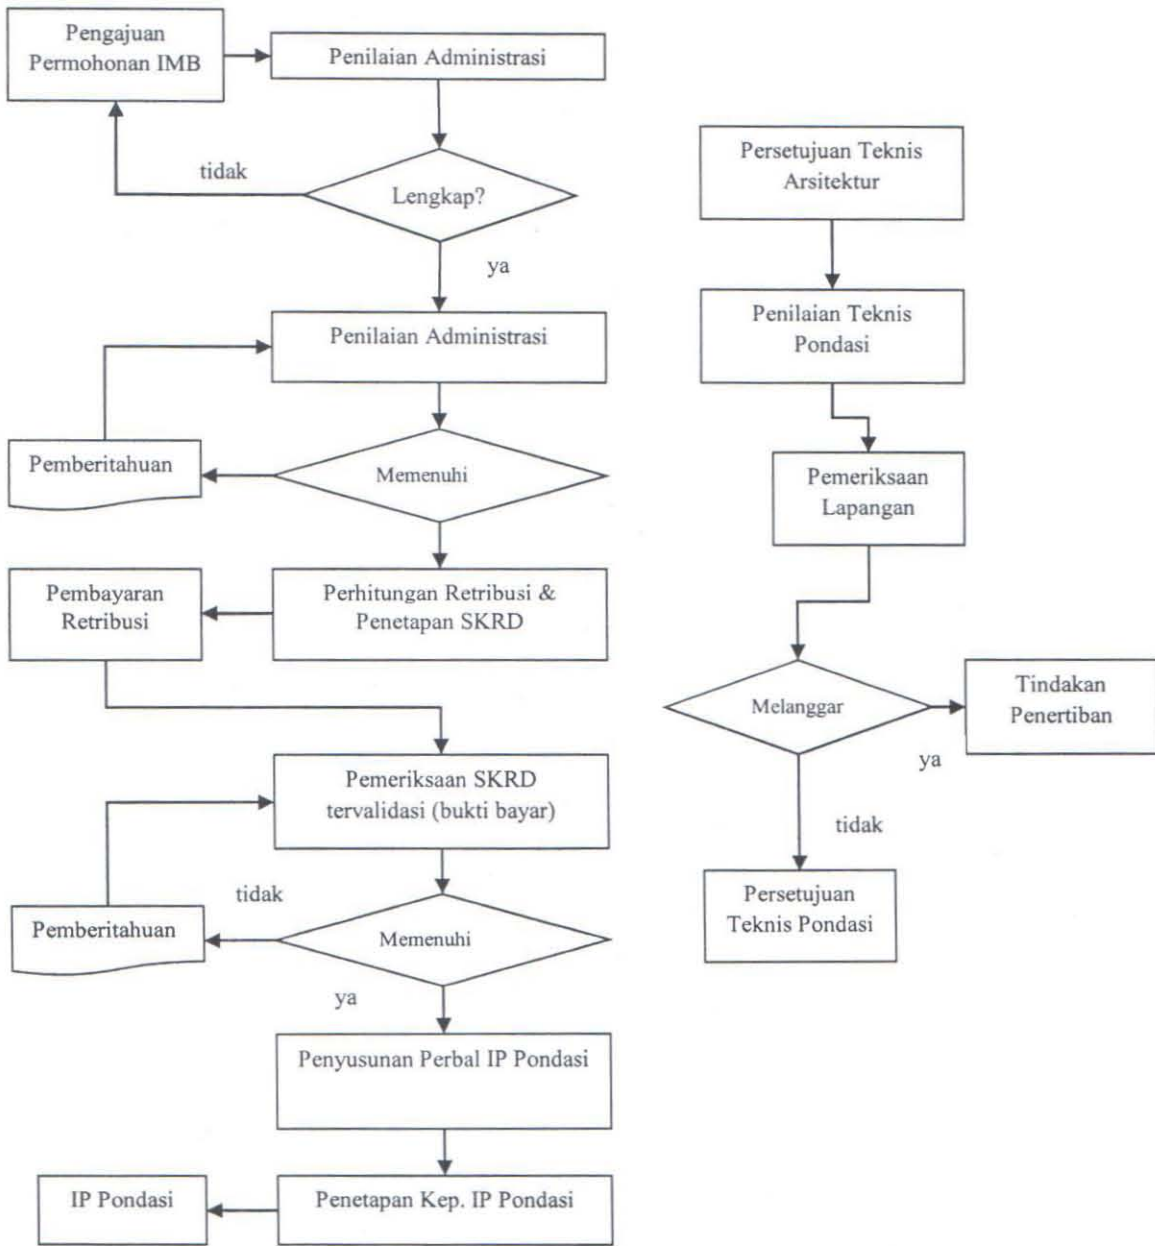 Pengajuan
Permohonan IMB
Penilaian Administrasi
tidak
Lengkap?
ya
Penilaian Administrasi
Pemberitahuan
Memenuhi
Pembayaran
Retribusi
Perhitungan Retribusi &
Penetapan SKRD
Pemeriksaan SKRD
tervalidasi (bukti bayar)
tidak
Pemberitahuan
Memenuhi
ya
Penyusunan Perbal IP Pondasi
IP Pondasi
Penetapan Kep. IP Pondasi
Persetujuan Teknis
Arsitektur
Penilaian Teknis
Pondasi
Pemeriksaan
Lapangan
Melanggar
Tindakan
Penertiban
ya
tidak
Persetujuan
Teknis Pondasi